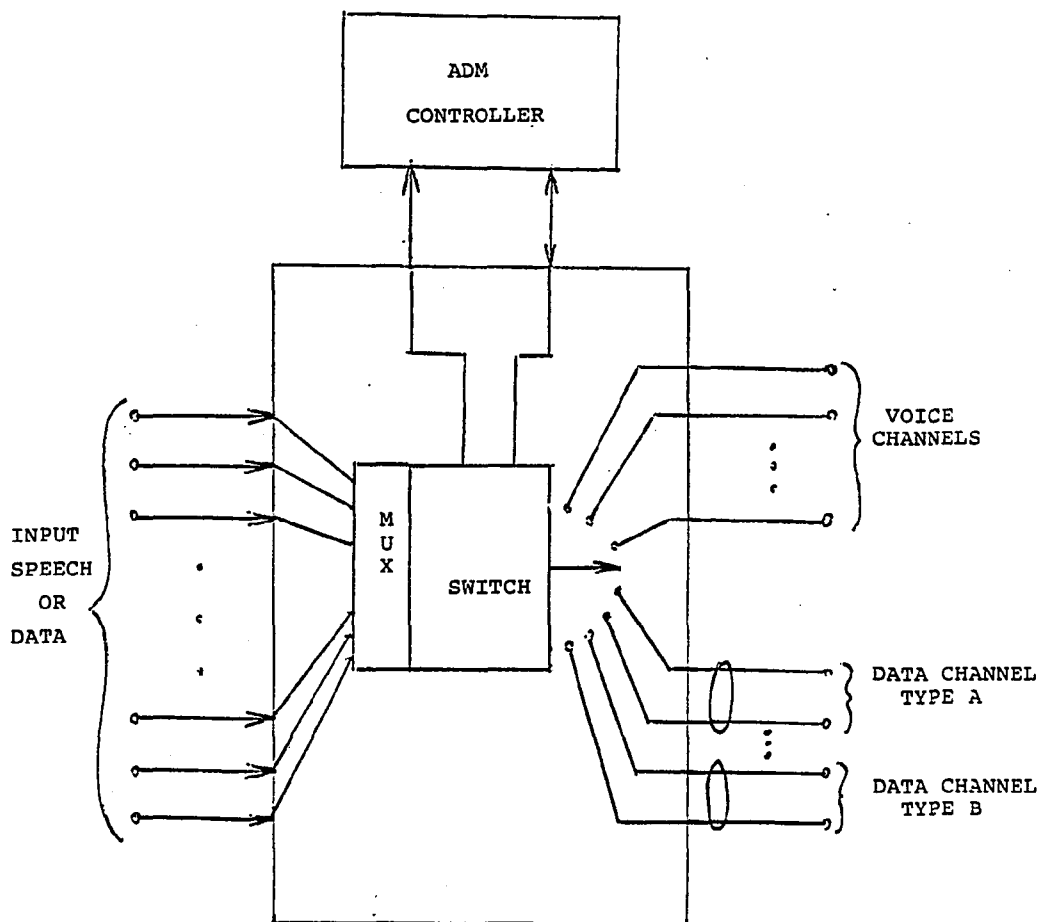 ADM
CONTROLLER
VOICE
CHANNELS
INPUT
SPEECH
OR
DATA
M
U
X
SWITCH
DATA CHANNEL
TYPE A
DATA CHANNEL
TYPE B